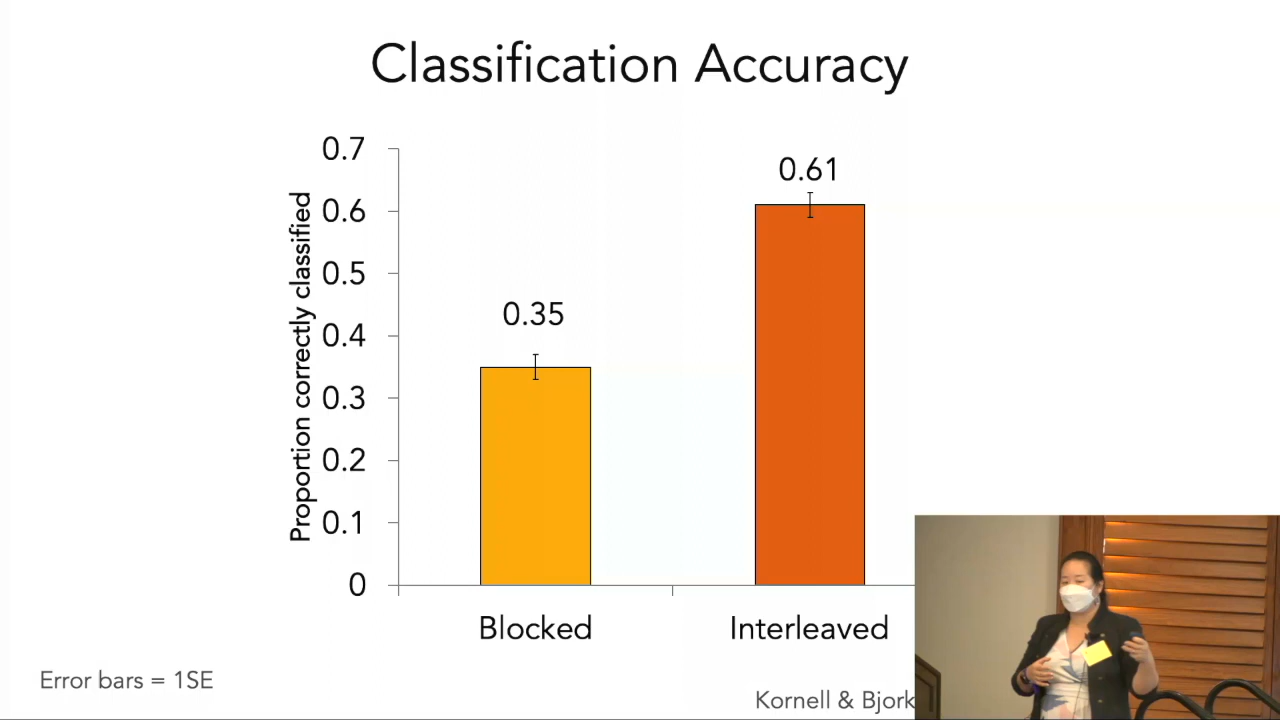 Classification Accuracy
Proportion correctly classified
0.7
0.6
0.5
0.4
0.3
0.2
0.1
0
0.35
0.61
Blocked
Interleaved
Error bars = 1SE
Kornell & Bjork